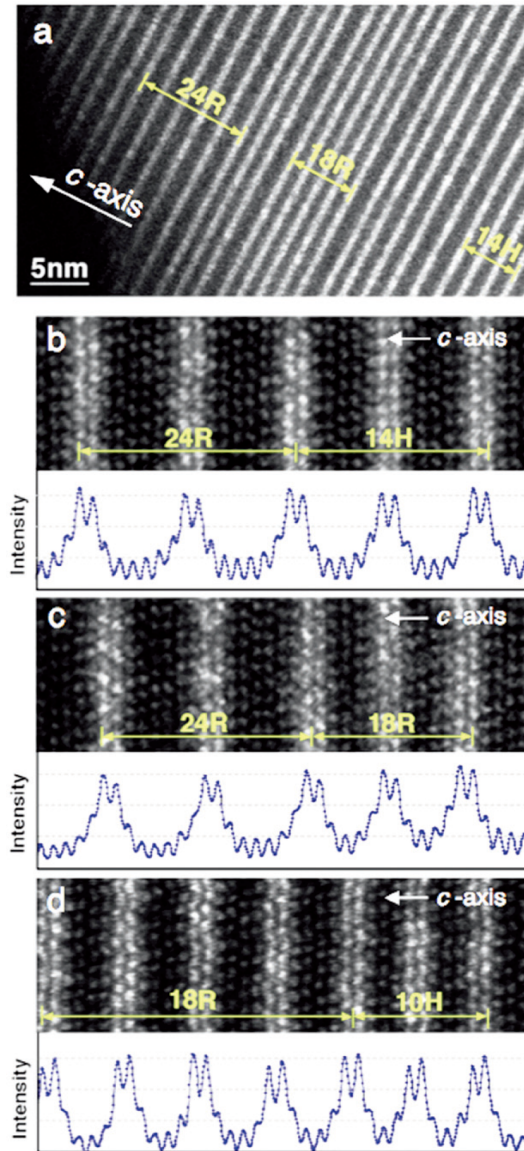 a
24R
18R
c -axis
14H
5nm
b
c -axis
24R
14H
Intensity
c
c -axis
24R
18R
Intensity
d
c -axis
18R
10H
Intensity